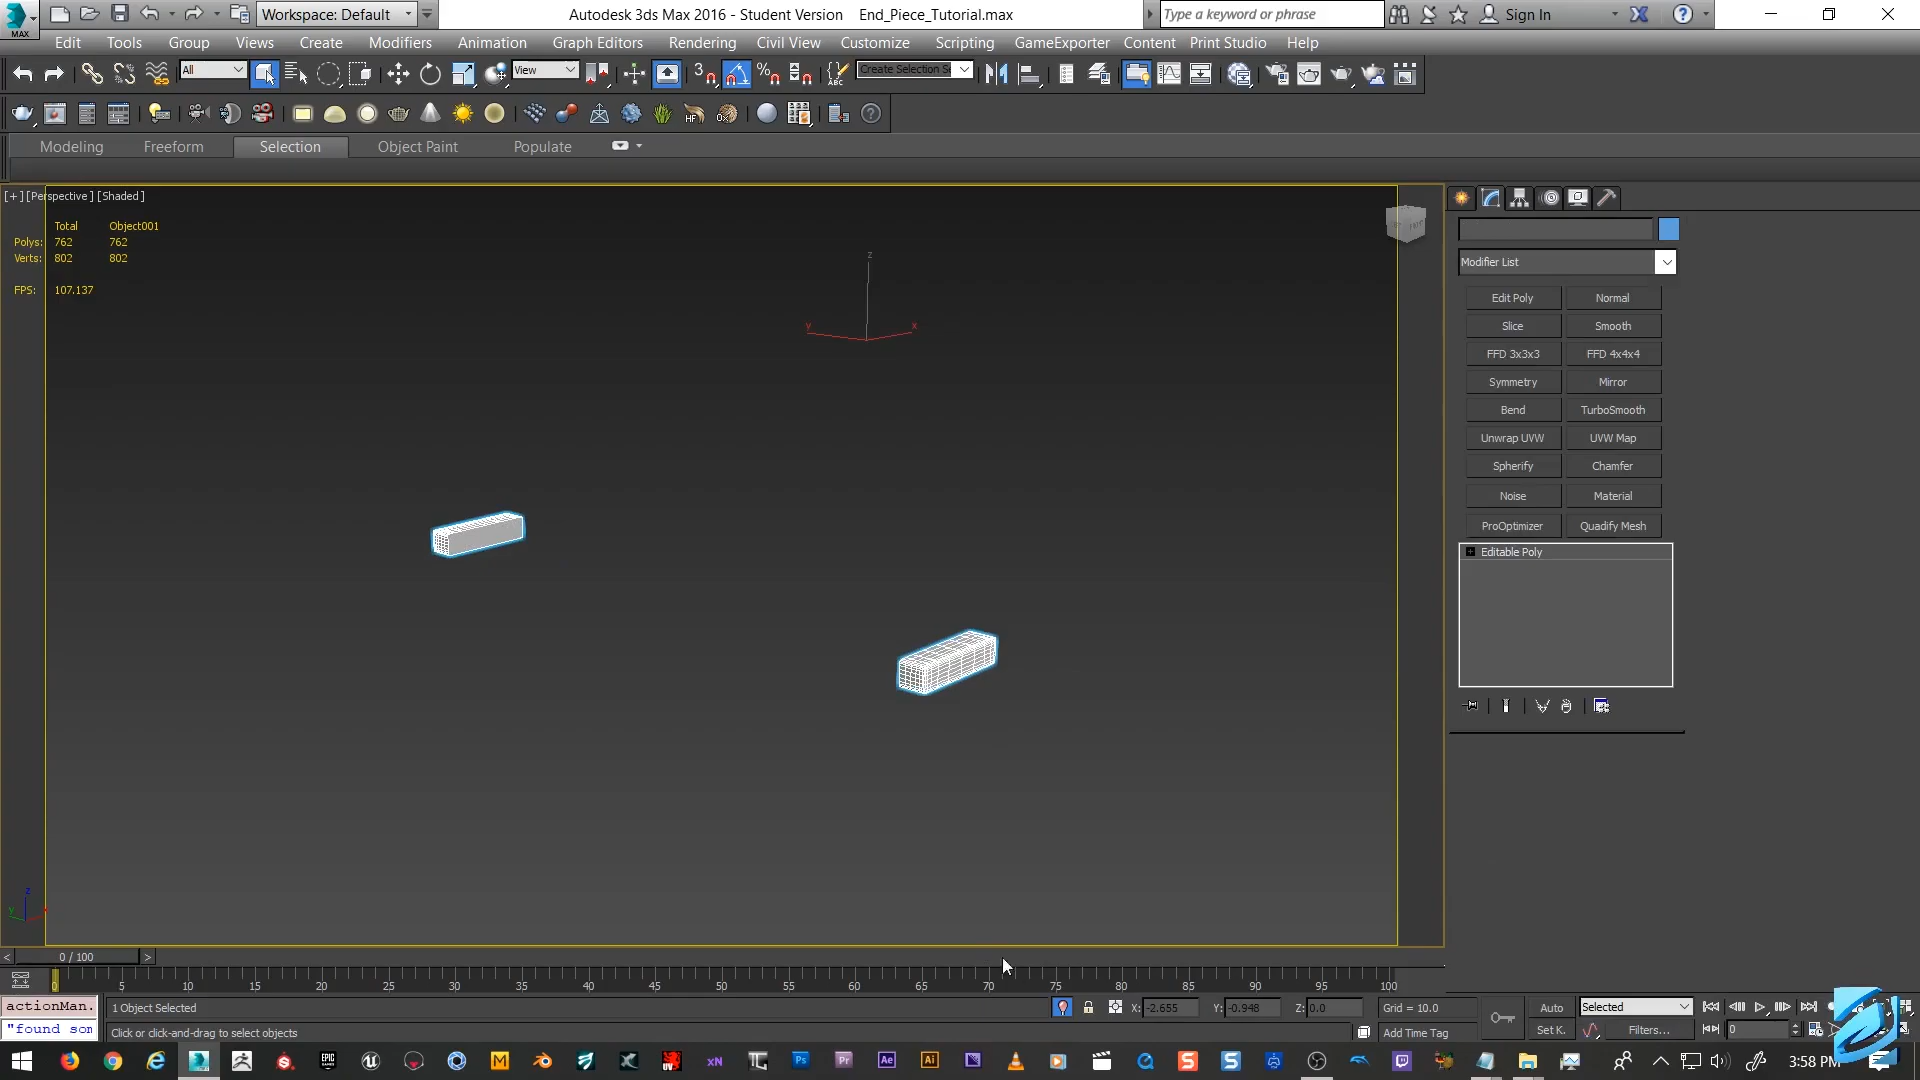 MAX
Workspace: Default
Autodesk 3ds Max 2016 - Student Version End_Piece_Tutorial.max
Type a keyword or phrase
Sign In
Edit Tools Group Views Create Modifiers Animation Graph Editors Rendering Civil View Customize Scripting GameExporter Content Print Studio Help
All
View
3
ABC
Create Selection Se
Modeling Freeform Selection Object Paint Populate
[+][Perspective][Shaded]
Total Object001
Polys: 762 762
Verts: 802 802
FPS: 107.137
z
y
x
Modifier List
Edit Poly Normal
Slice Smooth
FFD 3x3x3 FFD 4x4x4
Symmetry Mirror
Bend TurboSmooth
Unwrap UVW UVW Map
Spherify Chamfer
Noise Material
ProOptimizer Quadify Mesh
Editable Poly
z
y
< 0 / 100 >
0 5 10 15 20 25 30 35 40 45 50 55 60 65 70 75 80 85 90 95 100
actionMan.
1 Object Selected
X: -2.655 Y: -0.948 Z: 0.0
Grid = 10.0
Auto
Selected
"found son
Click or click-and-drag to select objects
Add Time Tag
Set K.
Filters...
0
3:58 PM